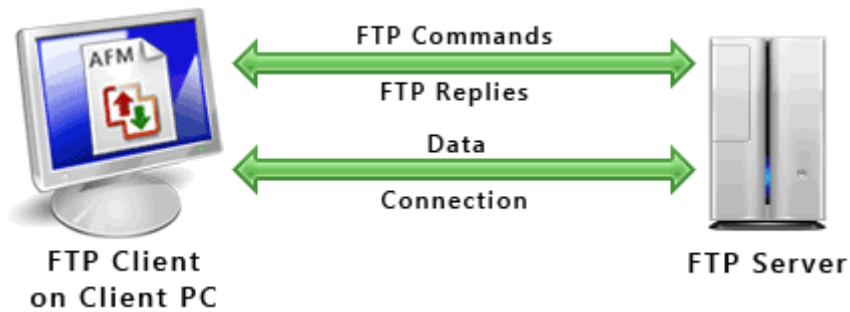 FTP Commands
AFM
FTP Replies
Data
Connection
FTP Client
on Client PC
FTP Server